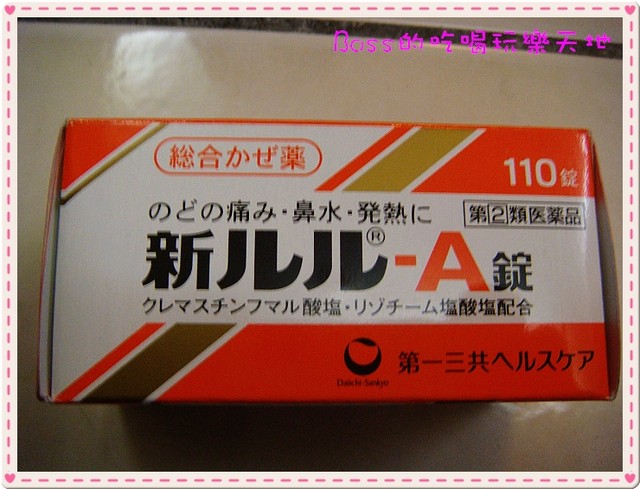 Bass的吃喝玩樂天地
総合かぜ薬
110錠
のどの痛み・鼻水・発熱に
第②類医薬品
新ルル®-A錠
クレマスチンフマル酸塩・リゾチーム塩酸塩配合
Daiichi-Sankyo
第一三共ヘルスケア